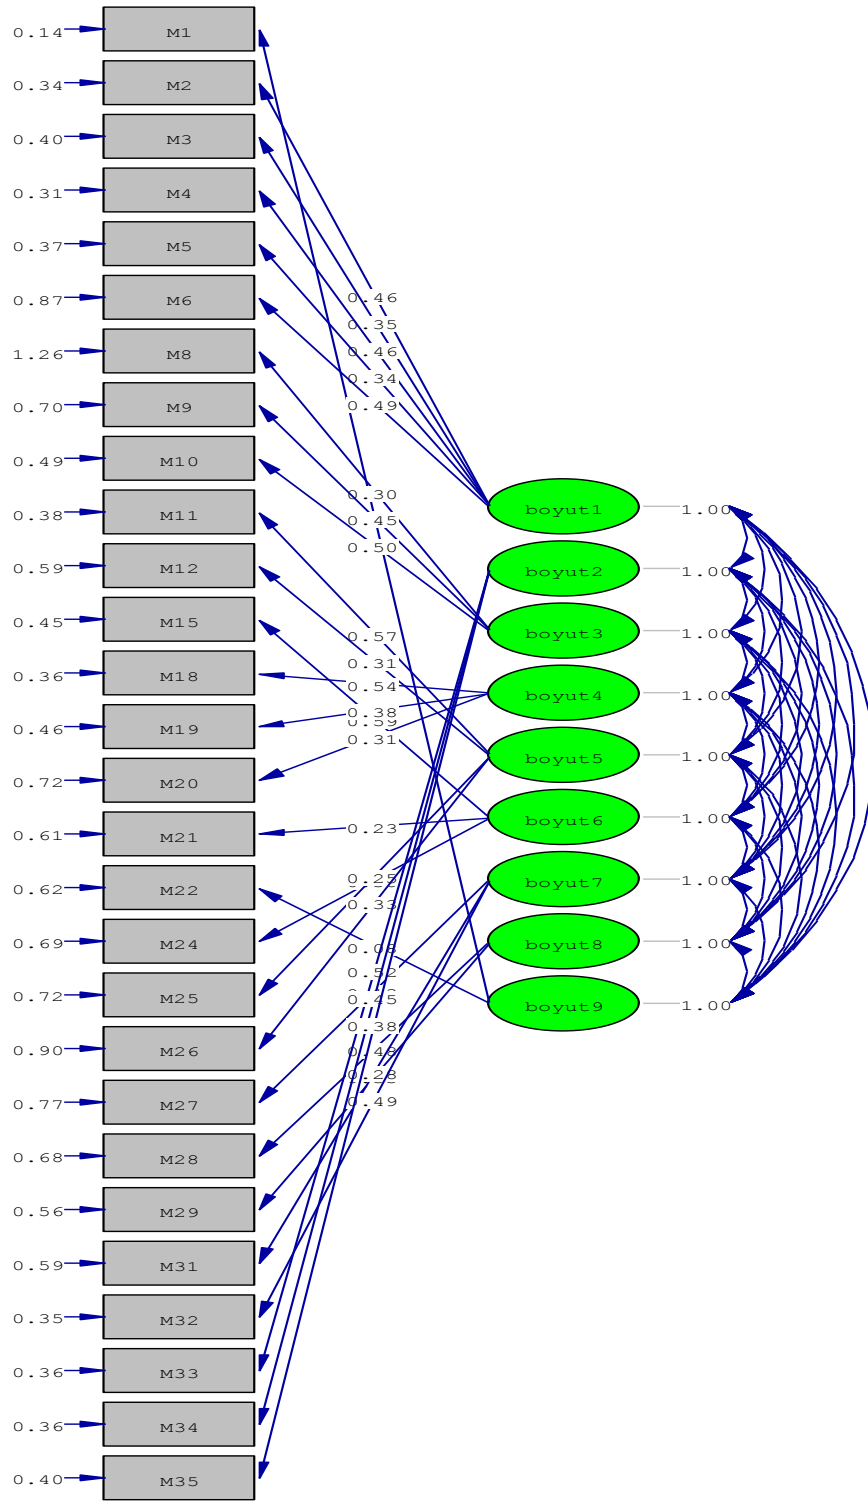 0.14 M1
0.34 M2
0.40 M3
0.31 M4
0.37 M5
0.87 M6
1.26 M8
0.70 M9
0.49 M10
0.38 M11
0.59 M12
0.45 M15
0.36 M18
0.46 M19
0.72 M20
0.61 M21
0.62 M22
0.69 M24
0.72 M25
0.90 M26
0.77 M27
0.68 M28
0.56 M29
0.59 M31
0.35 M32
0.36 M33
0.36 M34
0.40 M35
0.46
0.35
0.46
0.34
0.49
0.30
0.45
0.50
0.57
0.31
0.54
0.38
0.59
0.31
0.23
0.25
0.33
0.08
0.52
0.45
0.38
0.48
0.28
0.49
boyut1 1.00
boyut2 1.00
boyut3 1.00
boyut4 1.00
boyut5 1.00
boyut6 1.00
boyut7 1.00
boyut8 1.00
boyut9 1.00